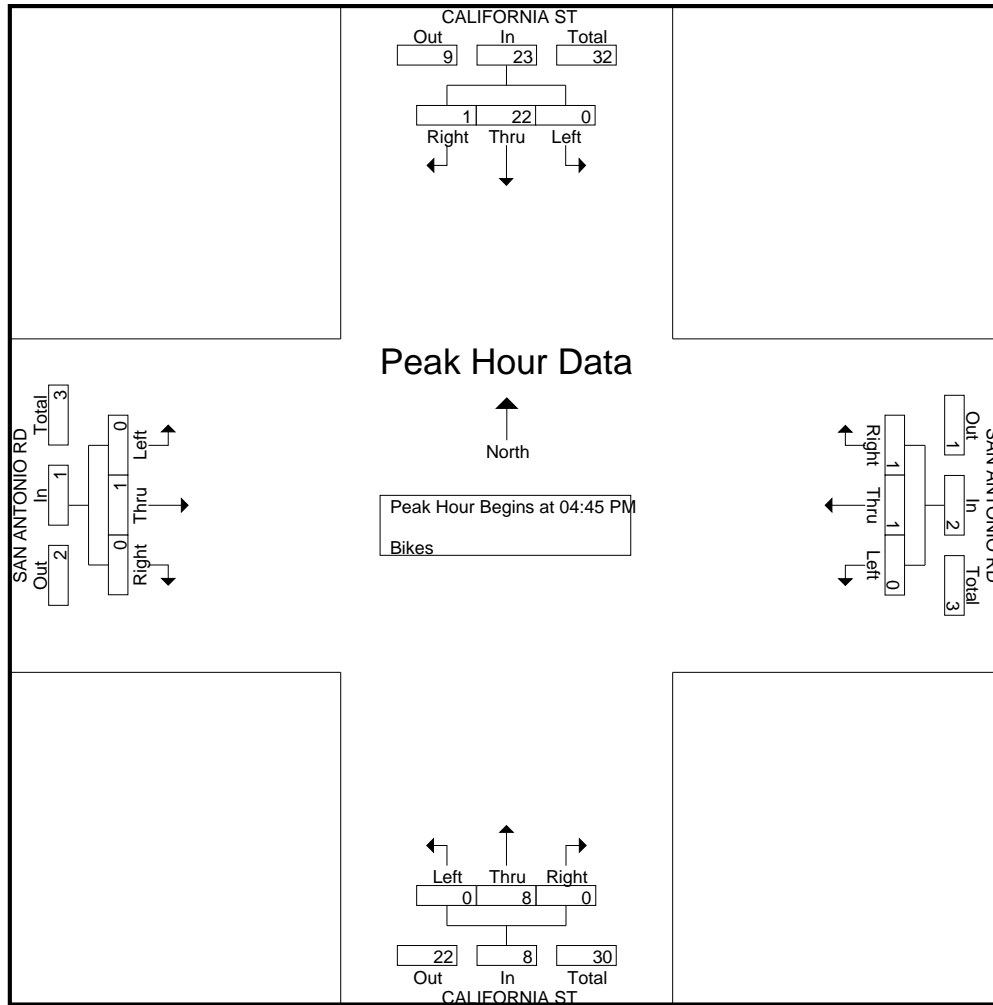 CALIFORNIA ST
Out In Total
9 23 32
1 22 0
Right Thru Left
Peak Hour Data
North
Peak Hour Begins at 04:45 PM
Bikes
SAN ANTONIO RD
Out In Total
2 1 3
Left Thru Right
0 1 0
SAN ANTONIO RD
Out In Total
1 2 3
Right Thru Left
1 1 0
Left Thru Right
0 8 0
22 8 30
Out In Total
CALIFORNIA ST